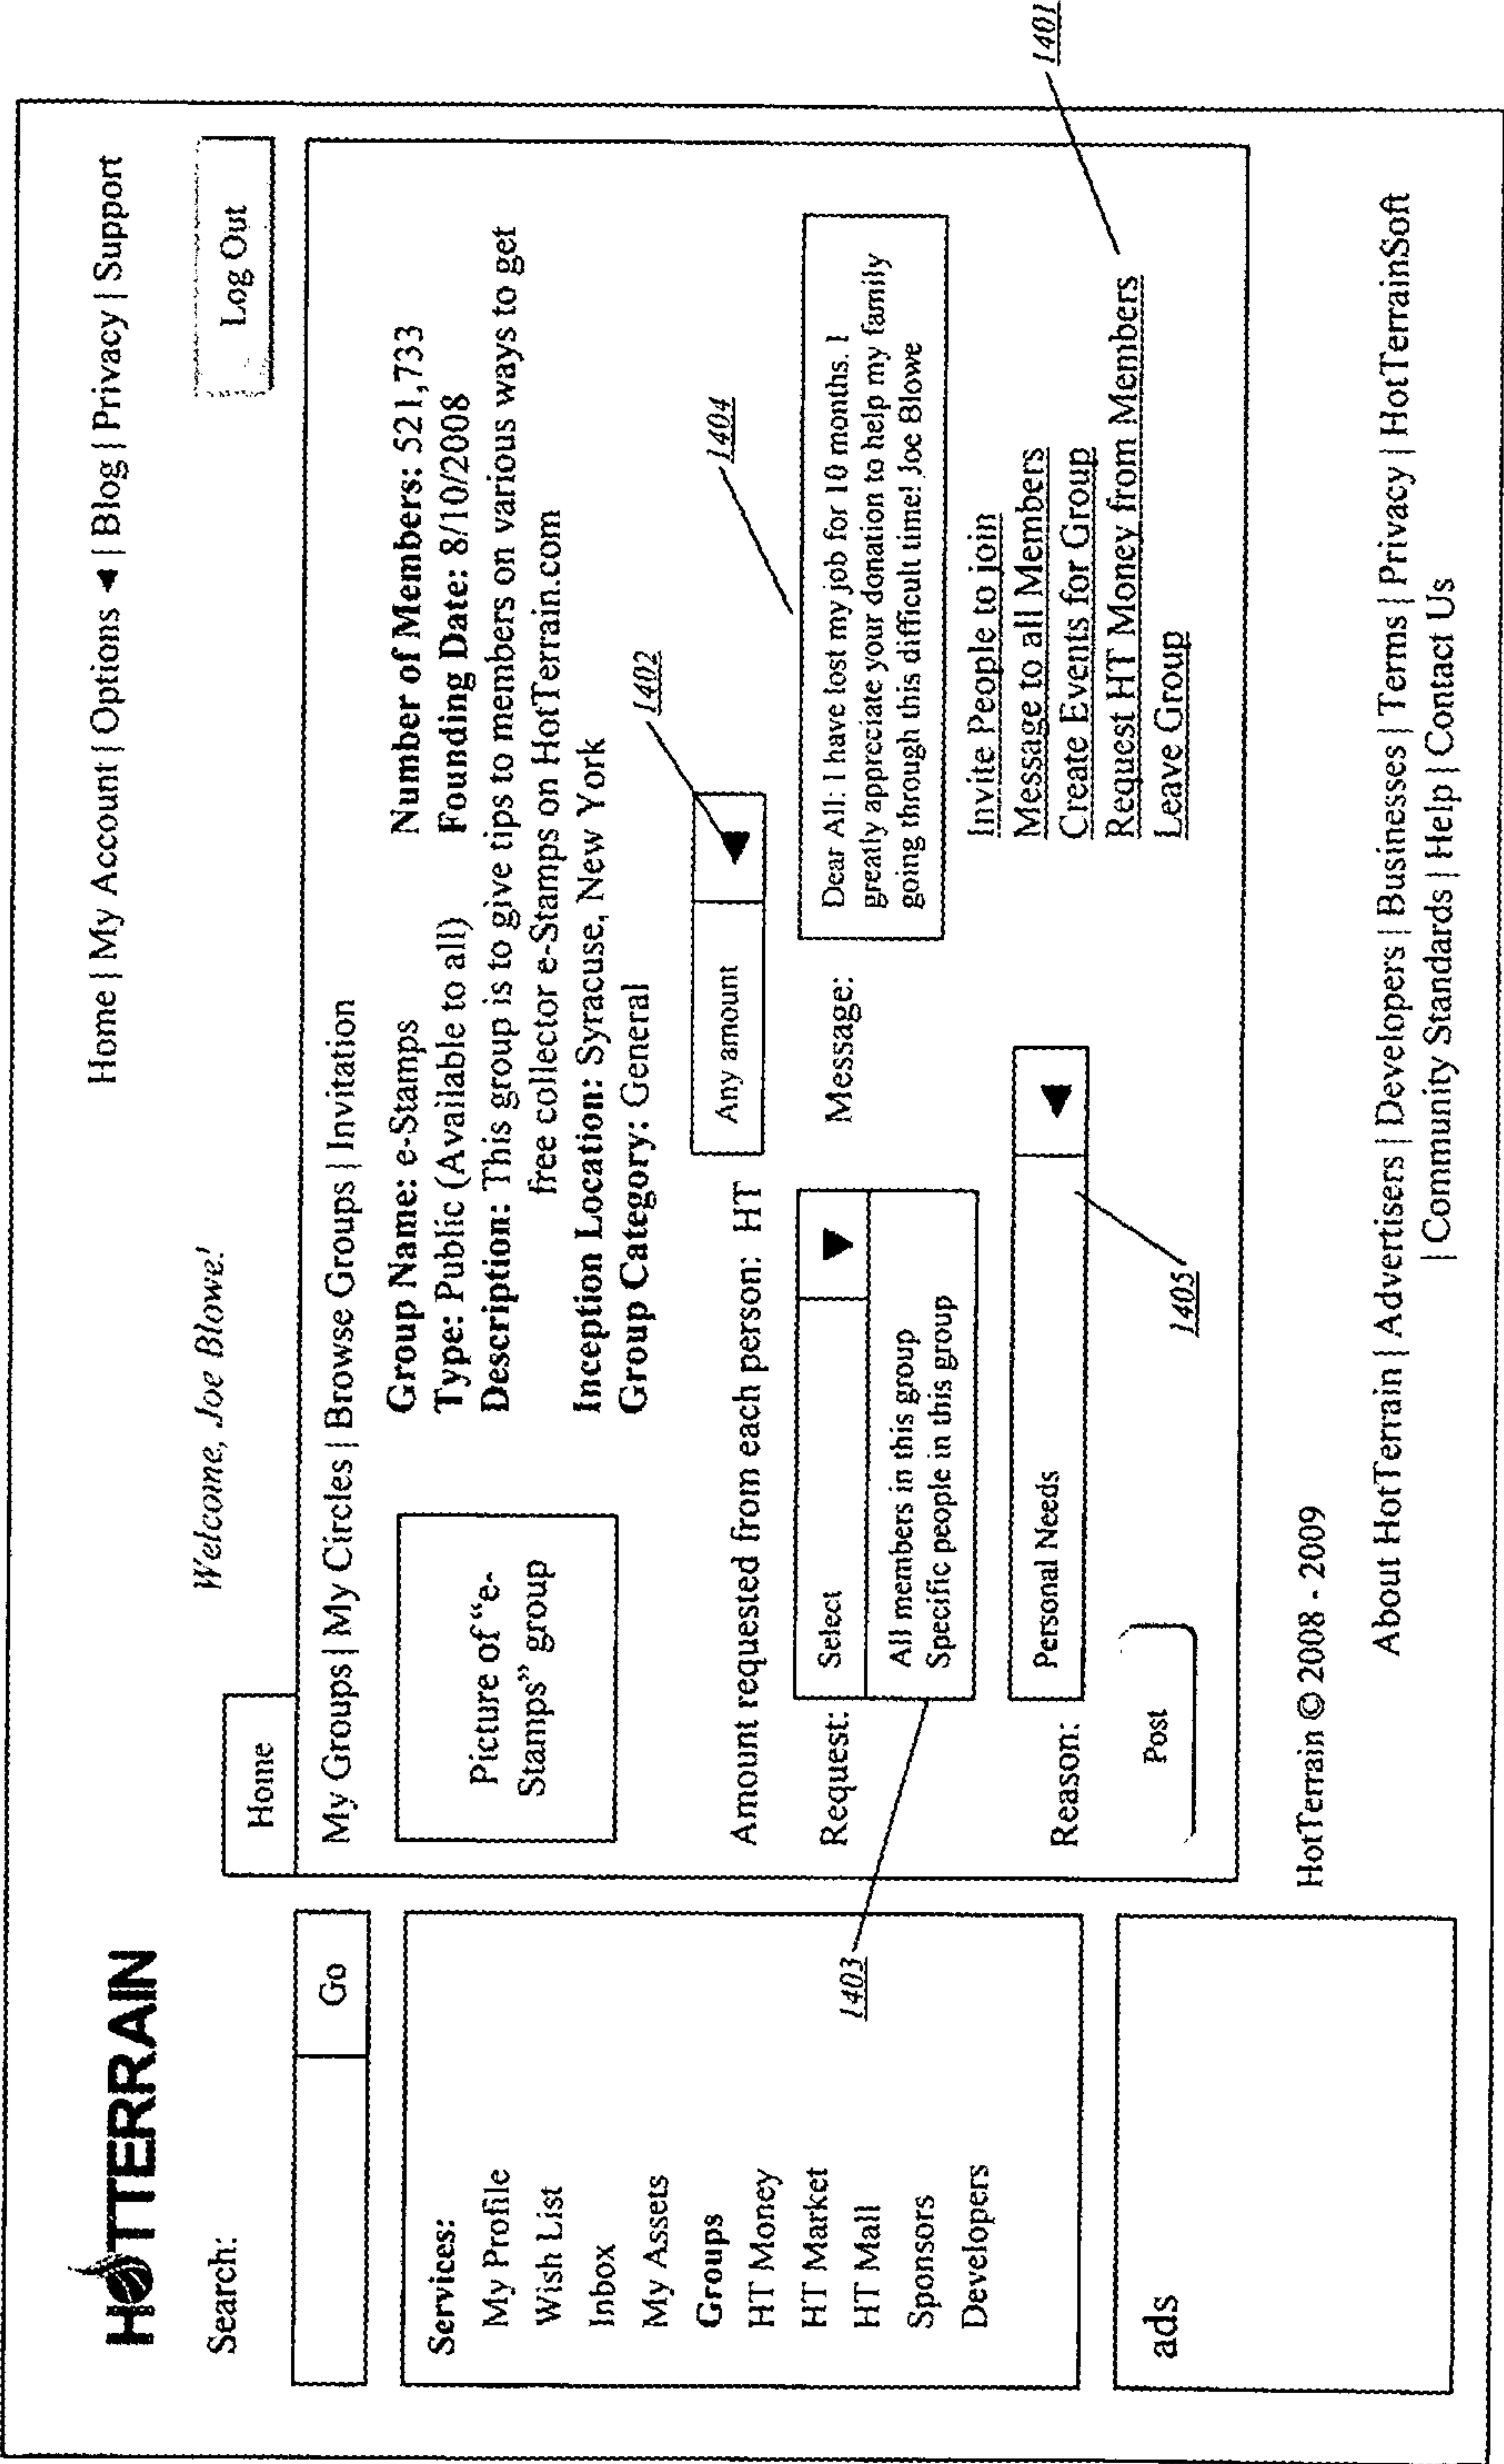 HOTTERRAIN
Home | My Account | Options ◄ | Blog | Privacy | Support
Search:
Go
Welcome, Joe Blowe!
Log Out
Home
Services:
My Profile
Wish List
Inbox
My Assets
Groups
HT Money
HT Market
HT Mall
Sponsors
Developers
ads
My Groups | My Circles | Browse Groups | Invitation
Picture of “e-
Stamps” group
Group Name: e-Stamps
Number of Members: 521,733
Type: Public (Available to all)
Founding Date: 8/10/2008
Description: This group is to give tips to members on various ways to get
free collector e-Stamps on HotTerrain.com
Inception Location: Syracuse, New York
Group Category: General
1402
Amount requested from each person: HT
Any amount
1404
Request:
Select
All members in this group
Specific people in this group
1403
Message:
Dear All: I have lost my job for 10 months. I
greatly appreciate your donation to help my family
going through this difficult time! Joe Blowe
Reason:
Personal Needs
1405
Invite People to join
Message to all Members
Create Events for Group
Request HT Money from Members
Leave Group
1401
Post
HotTerrain © 2008 - 2009
About HotTerrain | Advertisers | Developers | Businesses | Terms | Privacy | HotTerrainSoft
| Community Standards | Help | Contact Us